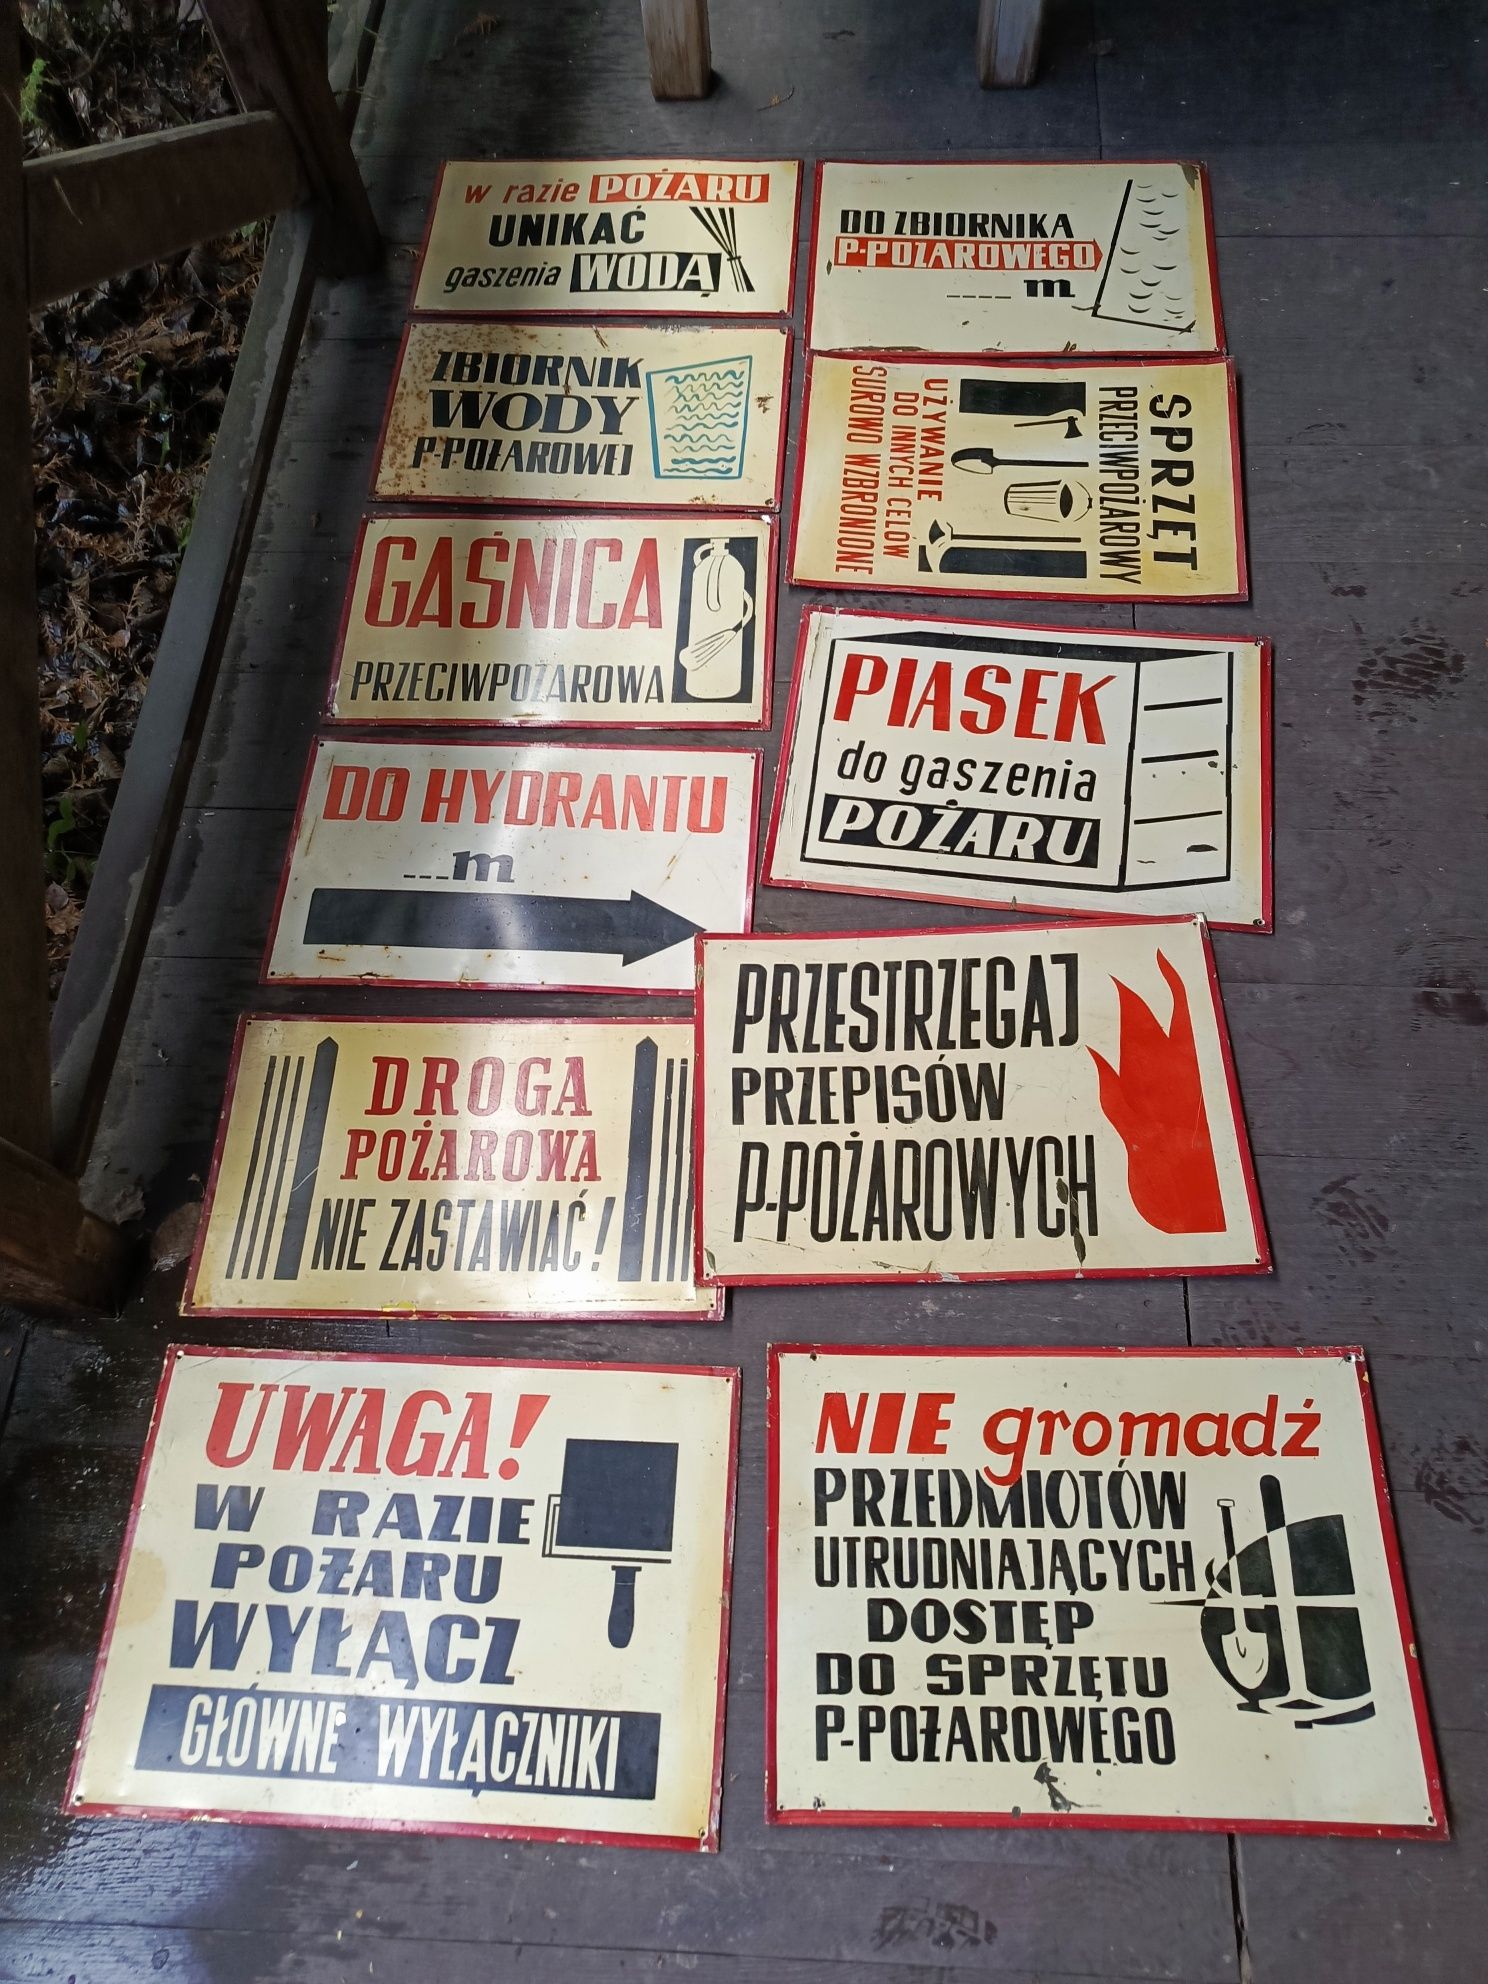 w razie POŻARU
UNIKAĆ
gaszenia WODĄ
DO ZBIORNIKA
P-POŻAROWEGO
____ m
ZBIORNIK
WODY
P-POŻAROWEJ
SPRZĘT
PRZECIWPOŻAROWY
UŻYWANIE
DO INNYCH CELÓW
SUROWO WZBRONIONE
GAŚNICA
PRZECIWPOŻAROWA
PIASEK
do gaszenia
POŻARU
DO HYDRANTU
___m
PRZESTRZEGAJ
PRZEPISÓW
P-POŻAROWYCH
DROGA
POŻAROWA
NIE ZASTAWIAĆ!
UWAGA!
W RAZIE
POŻARU
WYŁĄCZ
GŁÓWNE WYŁĄCZNIKI
NIE gromadź
PRZEDMIOTÓW
UTRUDNIAJĄCYCH
DOSTĘP
DO SPRZĘTU
P-POŻAROWEGO